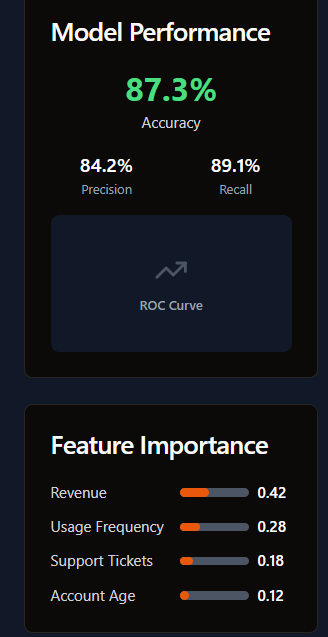 Model Performance
87.3%
Accuracy
84.2% 89.1%
Precision Recall
ROC Curve
Feature Importance
Revenue 0.42
Usage Frequency 0.28
Support Tickets 0.18
Account Age 0.12